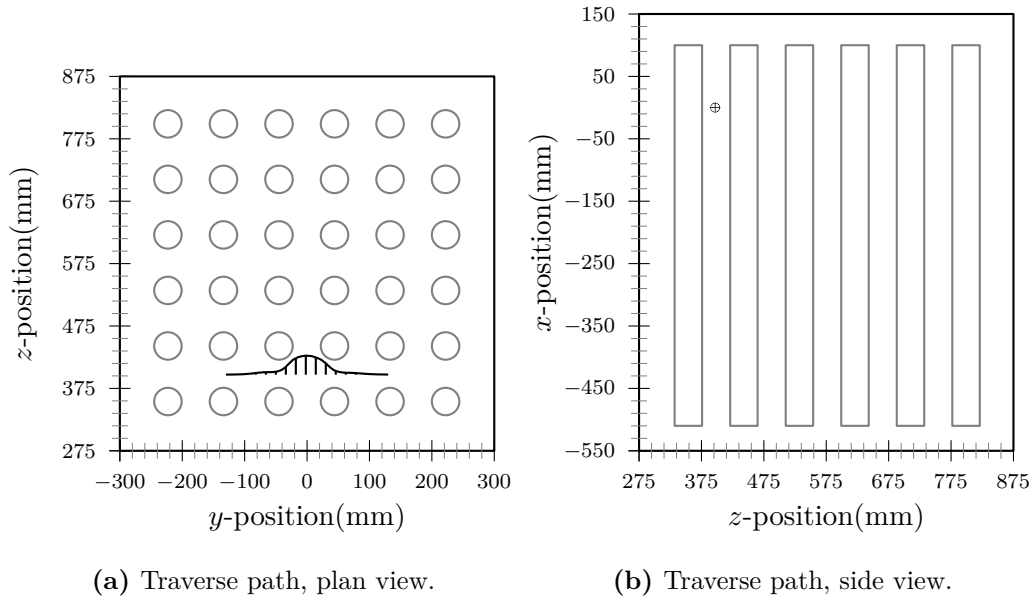 875
775
675
575
475
375
275
−300 −200 −100 0 100 200 300
z-position(mm)
y-position(mm)
(a) Traverse path, plan view.
150
50
−50
−150
−250
−350
−450
−550
275 375 475 575 675 775 875
x-position(mm)
z-position(mm)
(b) Traverse path, side view.